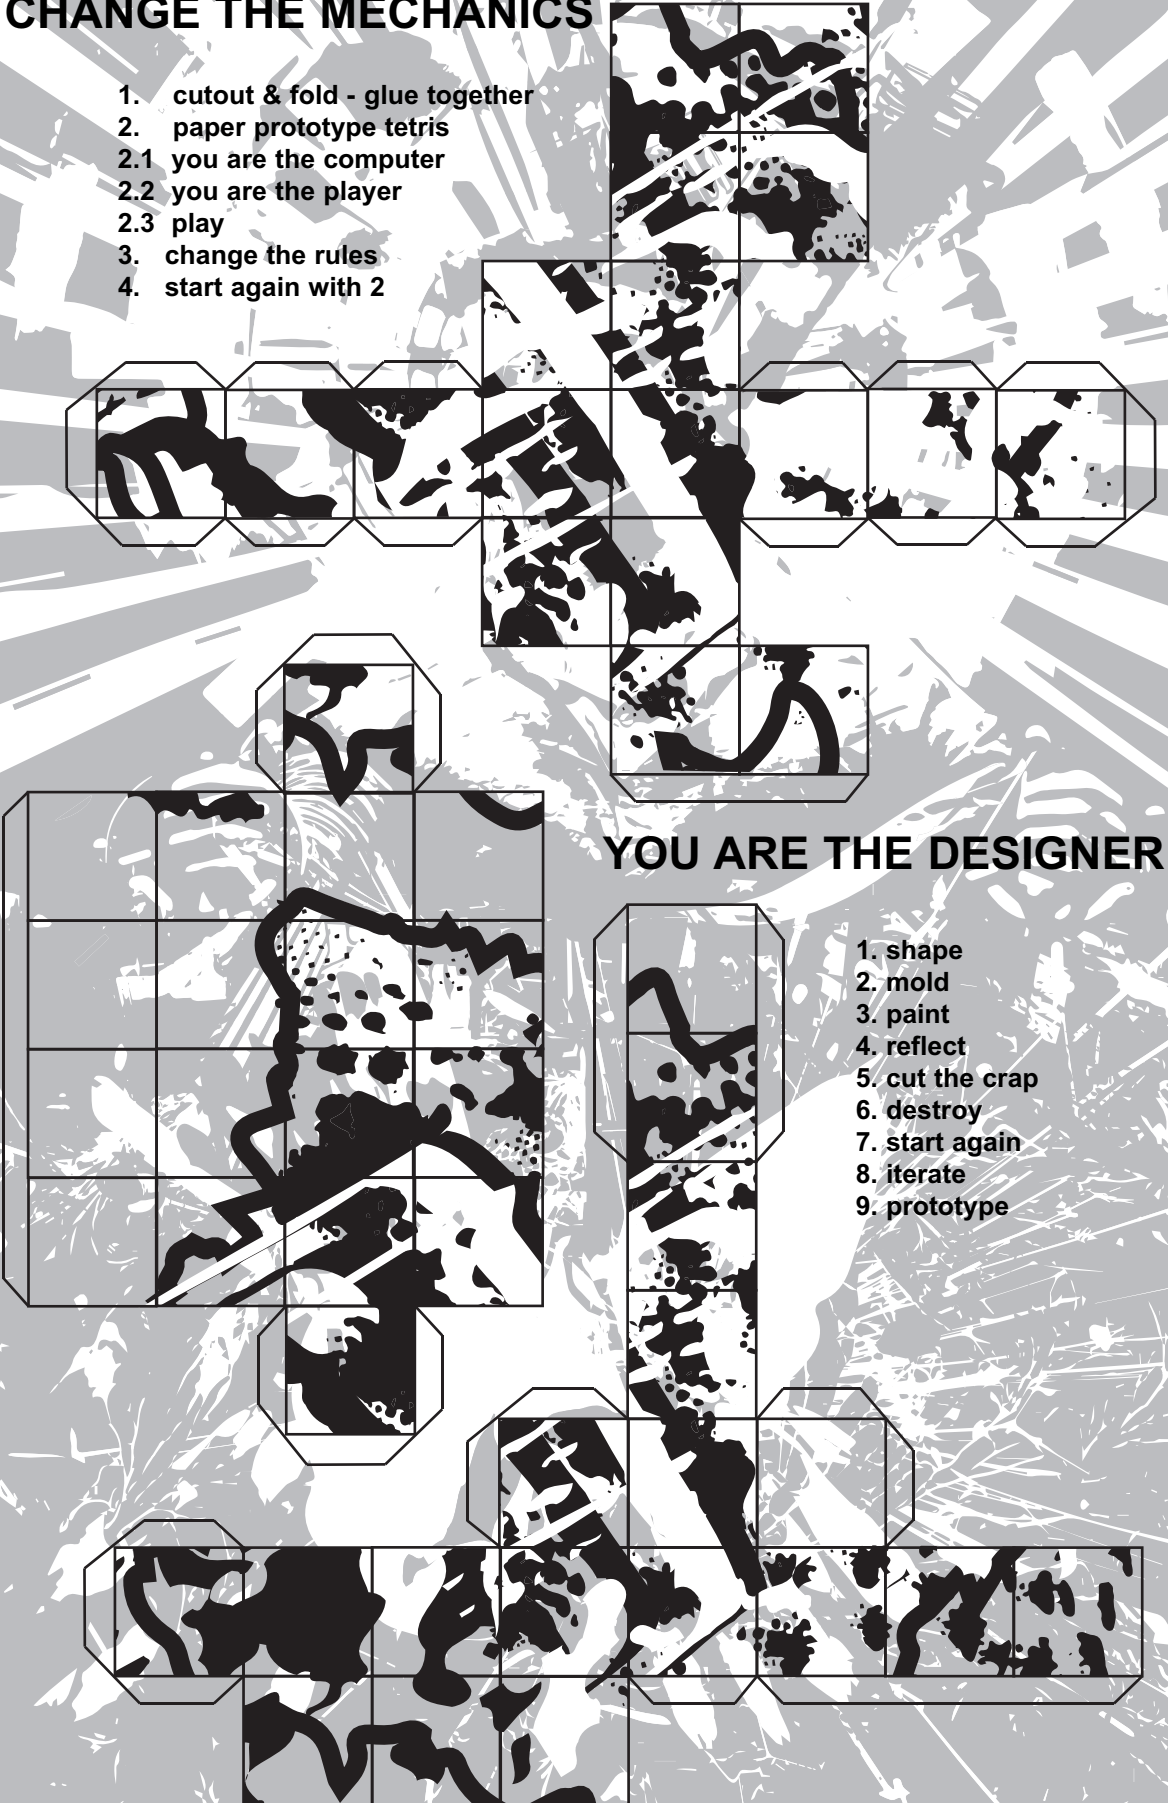 CHANGE THE MECHANICS
1. cutout & fold - glue together
2. paper prototype tetris
2.1 you are the computer
2.2 you are the player
2.3 play
3. change the rules
4. start again with 2
YOU ARE THE DESIGNER
1. shape
2. mold
3. paint
4. reflect
5. cut the crap
6. destroy
7. start again
8. iterate
9. prototype